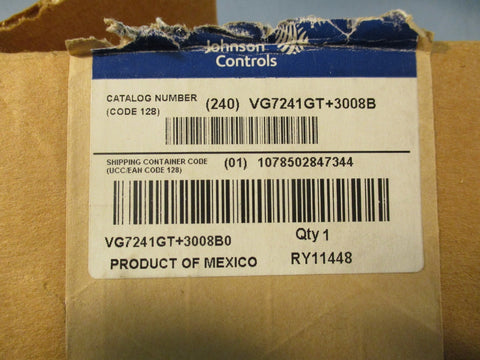 Johnson
Controls
CATALOG NUMBER (240) VG7241GT+3008B
(CODE 128)
SHIPPING CONTAINER CODE (01) 1078502847344
(UCC/EAN CODE 128)
VG7241GT+3008B0 Qty 1
PRODUCT OF MEXICO RY11448